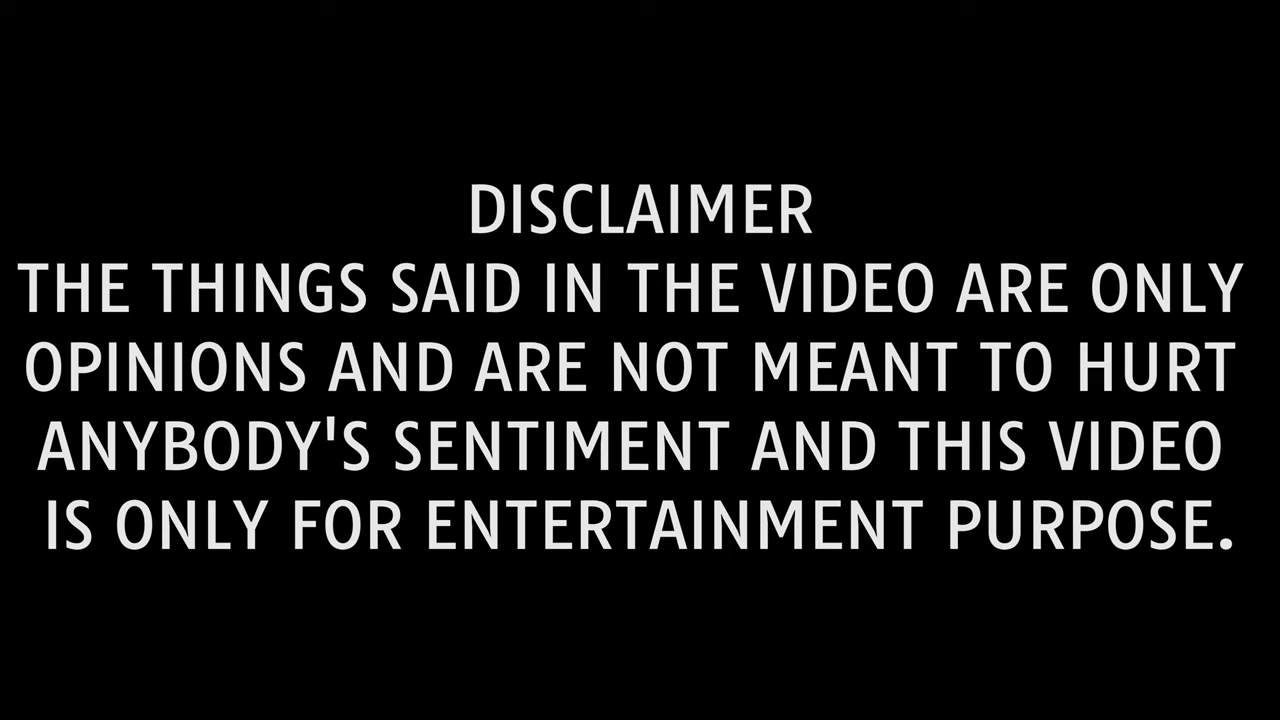 DISCLAIMER
THE THINGS SAID IN THE VIDEO ARE ONLY
OPINIONS AND ARE NOT MEANT TO HURT
ANYBODY'S SENTIMENT AND THIS VIDEO
IS ONLY FOR ENTERTAINMENT PURPOSE.